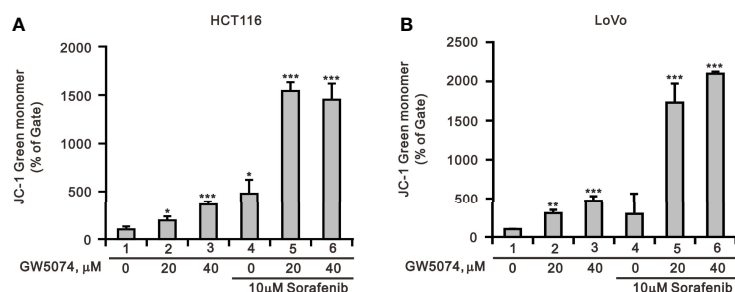 A
HCT116
JC-1 Green monomer
(% of Gate)
2000
1500
1000
500
0
* *** * *** ***
1 2 3 4 5 6
GW5074, μM 0 20 40 0 20 40
10μM Sorafenib
B
LoVo
JC-1 Green monomer
(% of Gate)
2500
2000
1500
1000
500
0
** *** *** ***
1 2 3 4 5 6
GW5074, μM 0 20 40 0 20 40
10μM Sorafenib